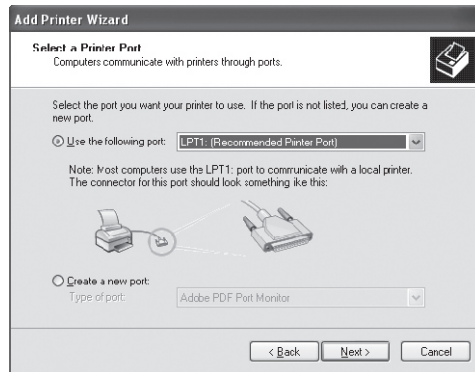 Add Printer Wizard
Select a Printer Port
Computers communicate with printers through ports.
Select the port you want your printer to use. If the port is not listed, you can create a
new port.
Use the following port: LPT1: (Recommended Printer Port)
Note: Most computers use the LPT1: port to communicate with a local printer.
The connector for this port should look something like this:
Create a new port:
Type of port: Adobe PDF Port Monitor
< Back Next > Cancel